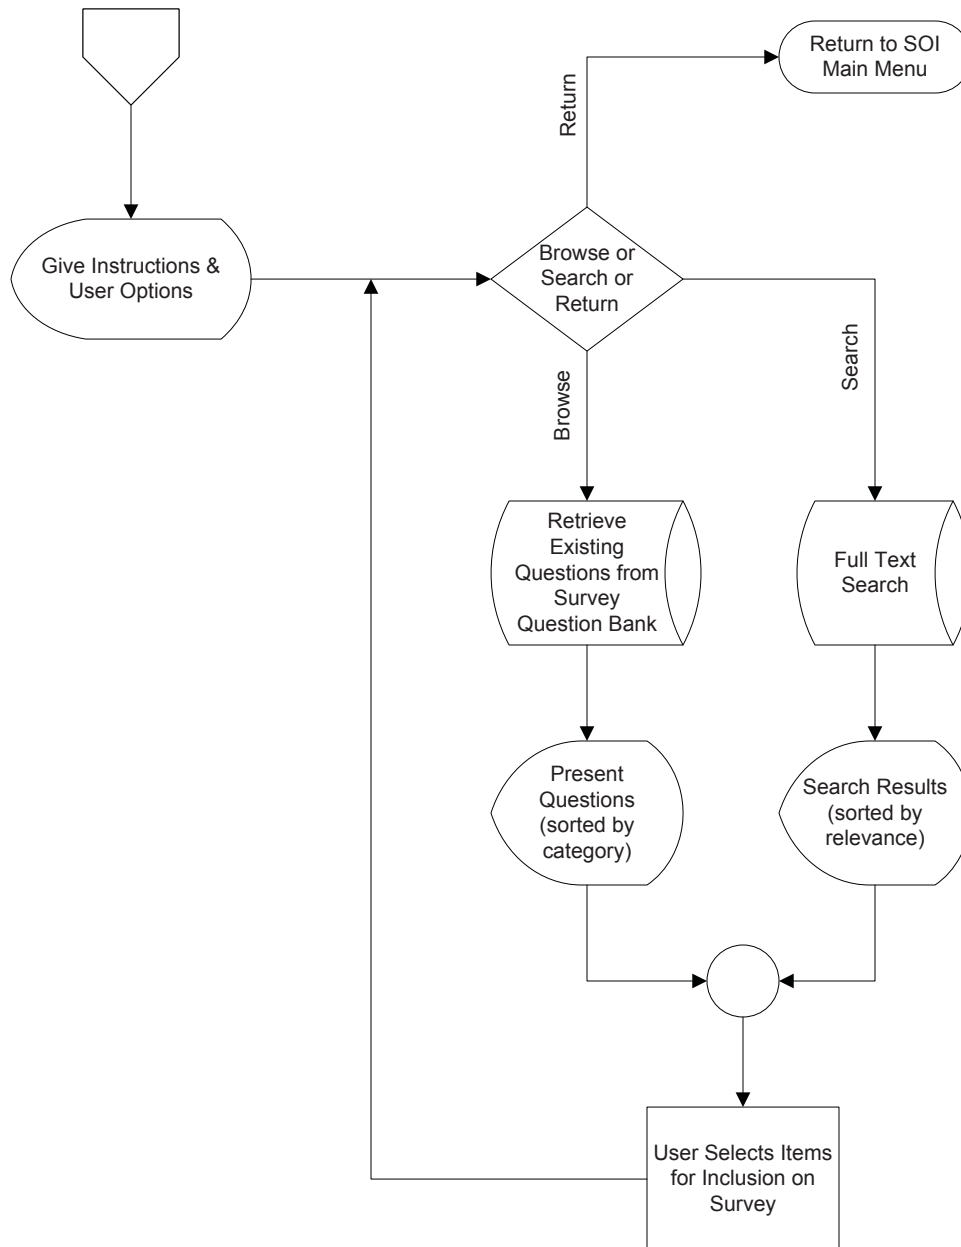 Return to SOI
Main Menu
Return
Give Instructions &
User Options
Browse or
Search or
Return
Browse
Search
Retrieve
Existing
Questions from
Survey
Question Bank
Full Text
Search
Present
Questions
(sorted by
category)
Search Results
(sorted by
relevance)
User Selects Items
for Inclusion on
Survey